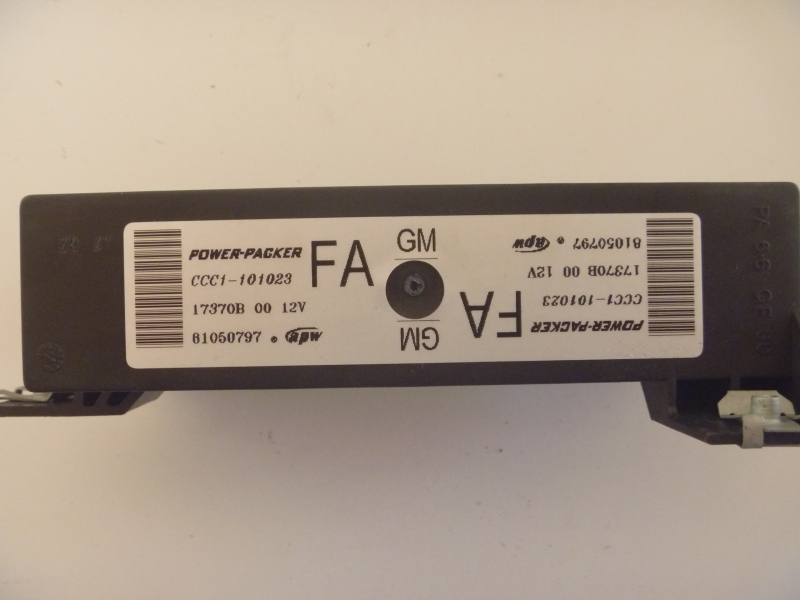 POWER-PACKER
CCC1-101023
17370B 00 12V
81050797 apw
FA
GM
GM
FA
POWER-PACKER
CCC1-101023
17370B 00 12V
81050797 apw